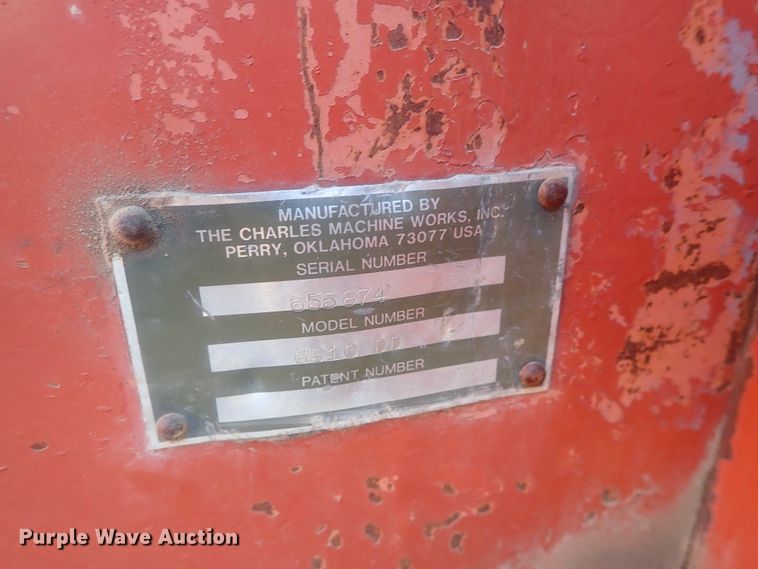 MANUFACTURED BY
THE CHARLES MACHINE WORKS, INC.
PERRY, OKLAHOMA 73077 USA
SERIAL NUMBER
655874
MODEL NUMBER
6510 DD
PATENT NUMBER
Purple Wave Auction